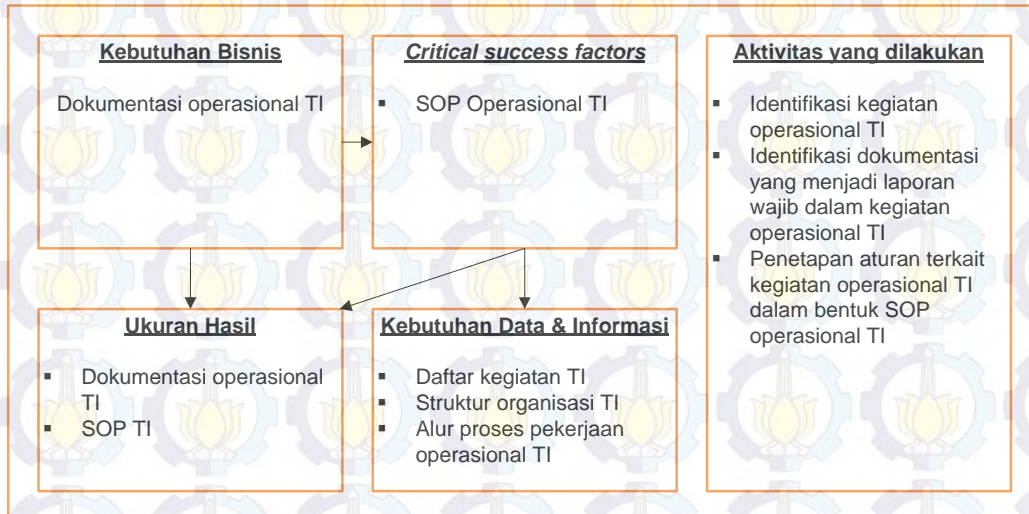 Kebutuhan Bisnis
Dokumentasi operasional TI
Critical success factors
▪ SOP Operasional TI
Aktivitas yang dilakukan
▪ Identifikasi kegiatan
operasional TI
▪ Identifikasi dokumentasi
yang menjadi laporan
wajib dalam kegiatan
operasional TI
▪ Penetapan aturan terkait
kegiatan operasional TI
dalam bentuk SOP
operasional TI
Ukuran Hasil
▪ Dokumentasi operasional
TI
▪ SOP TI
Kebutuhan Data & Informasi
▪ Daftar kegiatan TI
▪ Struktur organisasi TI
▪ Alur proses pekerjaan
operasional TI